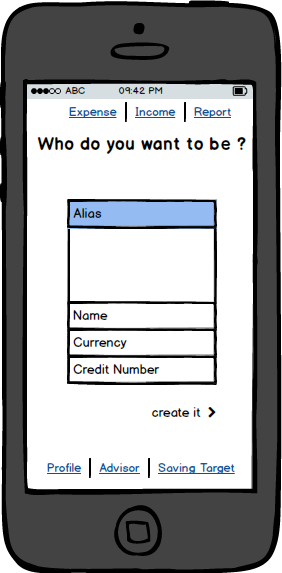 ABC 09:42 PM
Expense Income Report
Who do you want to be ?
Alias
Name
Currency
Credit Number
create it
Profile Advisor Saving Target